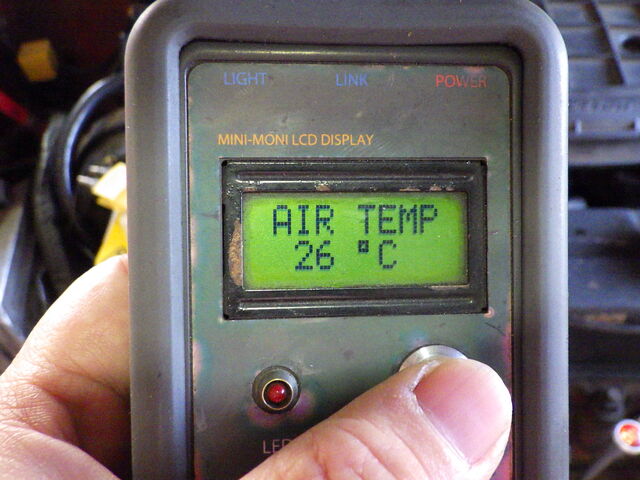 LIGHT LINK POWER
MINI-MONI LCD DISPLAY
AIR TEMP
26 °C